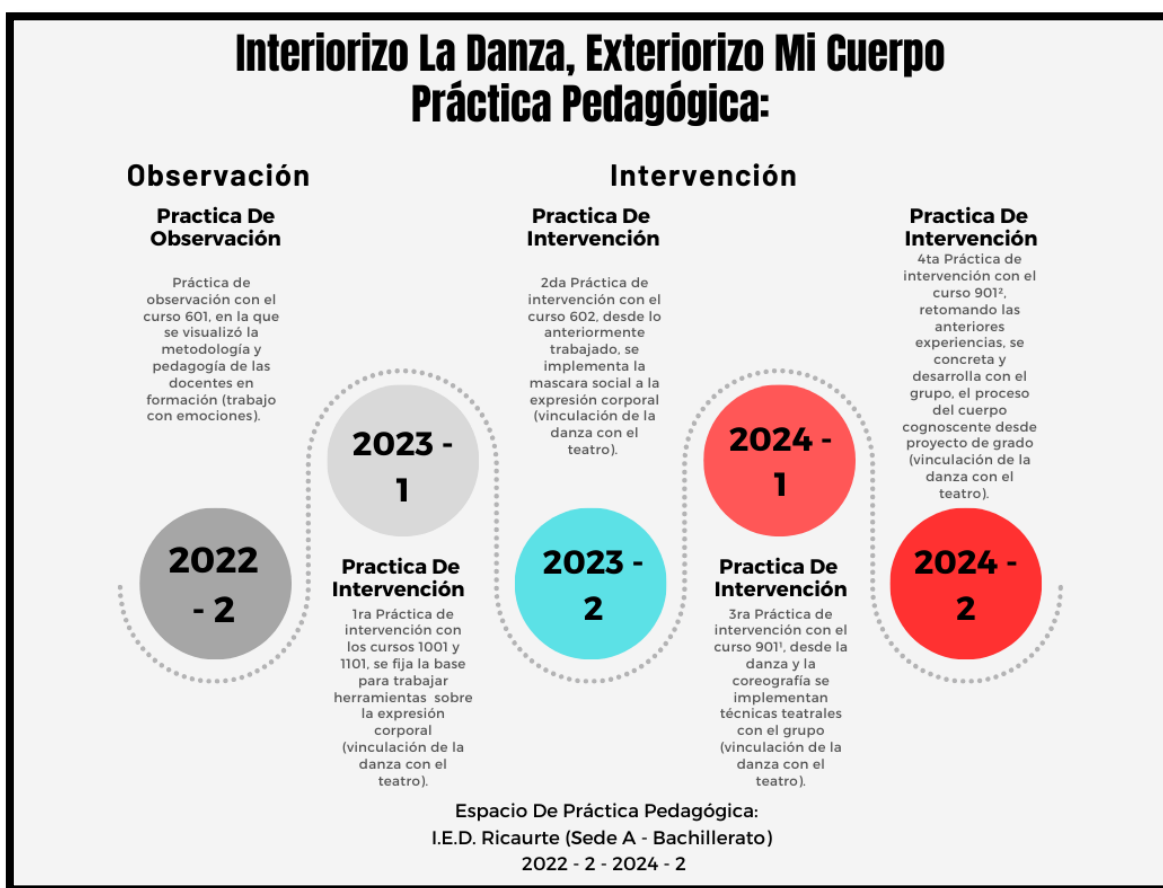 Interiorizo La Danza, Exteriorizo Mi Cuerpo
Práctica Pedagógica:
Observación
Practica De
Observación
Práctica de
observación con el
curso 601, en la que
se visualizó la
metodología y
pedagogía de las
docentes en
formación (trabajo
con emociones).
2022
- 2
2023 -
1
Practica De
Intervención
1ra Práctica de
intervención con
los cursos 1001 y
1101, se fija la base
para trabajar
herramientas sobre
la expresión
corporal
(vinculación de la
danza con el
teatro).
Intervención
Practica De
Intervención
2da Práctica de
intervención con el
curso 602, desde lo
anteriormente
trabajado, se
implementa la
mascara social a la
expresión corporal
(vinculación de la
danza con el
teatro).
2023 -
2
2024 -
1
Practica De
Intervención
3ra Práctica de
intervención con el
curso 901¹, desde la
danza y la
coreografía se
implementan
técnicas teatrales
con el grupo
(vinculación de la
danza con el
teatro).
Practica De
Intervención
4ta Práctica de
intervención con el
curso 901²,
retomando las
anteriores
experiencias, se
concreta y
desarrolla con el
grupo, el proceso
del cuerpo
cognoscente desde
proyecto de grado
(vinculación de la
danza con el
teatro).
2024 -
2
Espacio De Práctica Pedagógica:
I.E.D. Ricaurte (Sede A - Bachillerato)
2022 - 2 - 2024 - 2